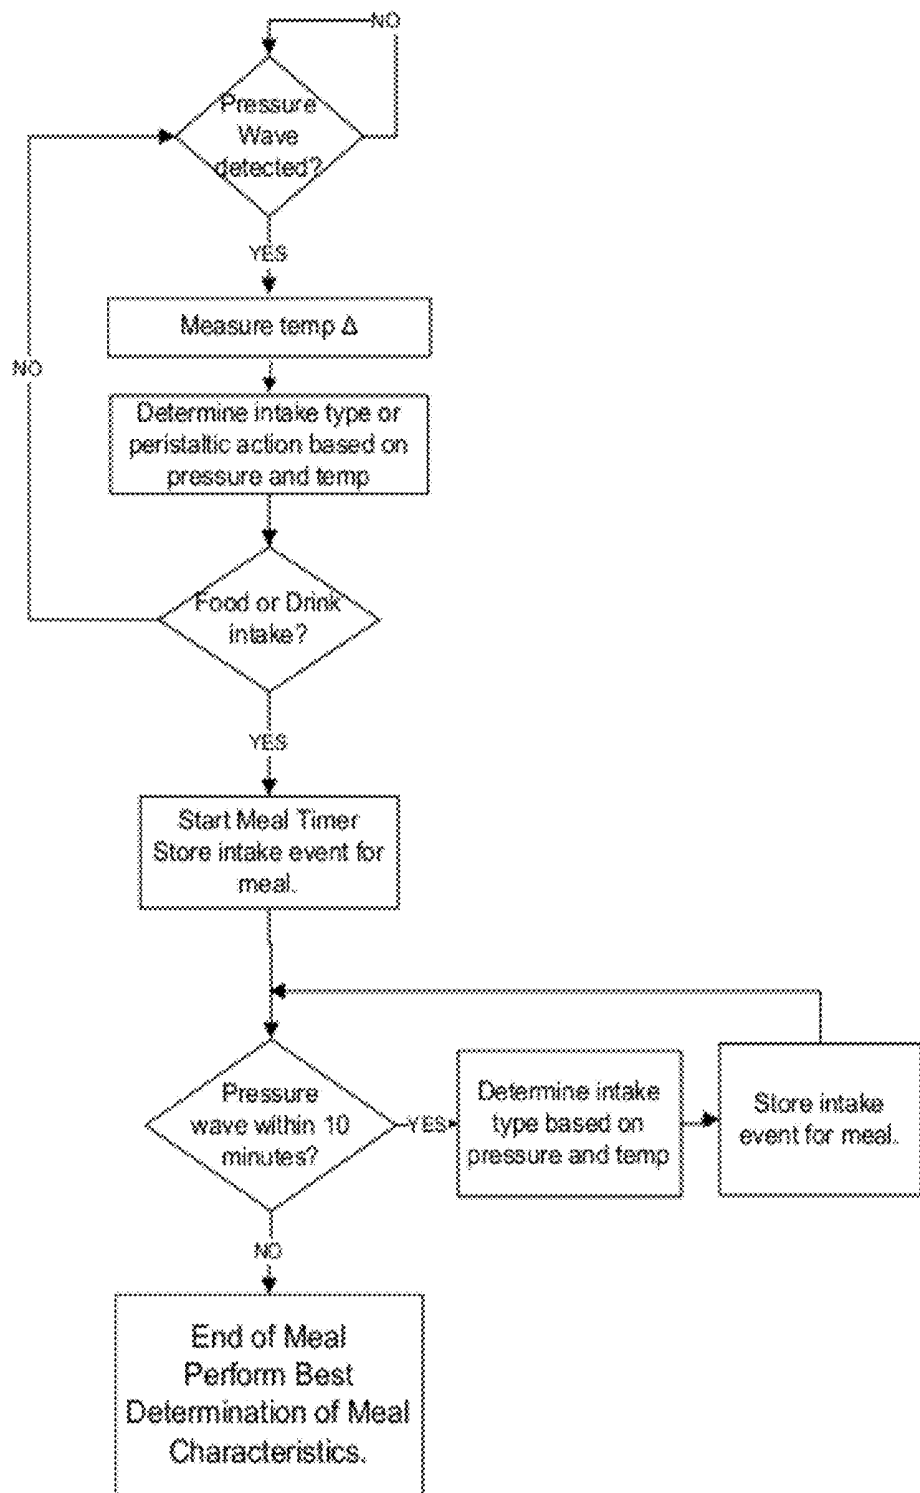 NO
Pressure
Wave
detected?
YES
Measure temp Δ
NO
Determine intake type or
peristaltic action based on
pressure and temp
Food or Drink
intake?
YES
Start Meal Timer
Store intake event for
meal.
Pressure
wave within 10
minutes?
YES
Determine intake
type based on
pressure and temp
Store intake
event for meal.
NO
End of Meal
Perform Best
Determination of Meal
Characteristics.